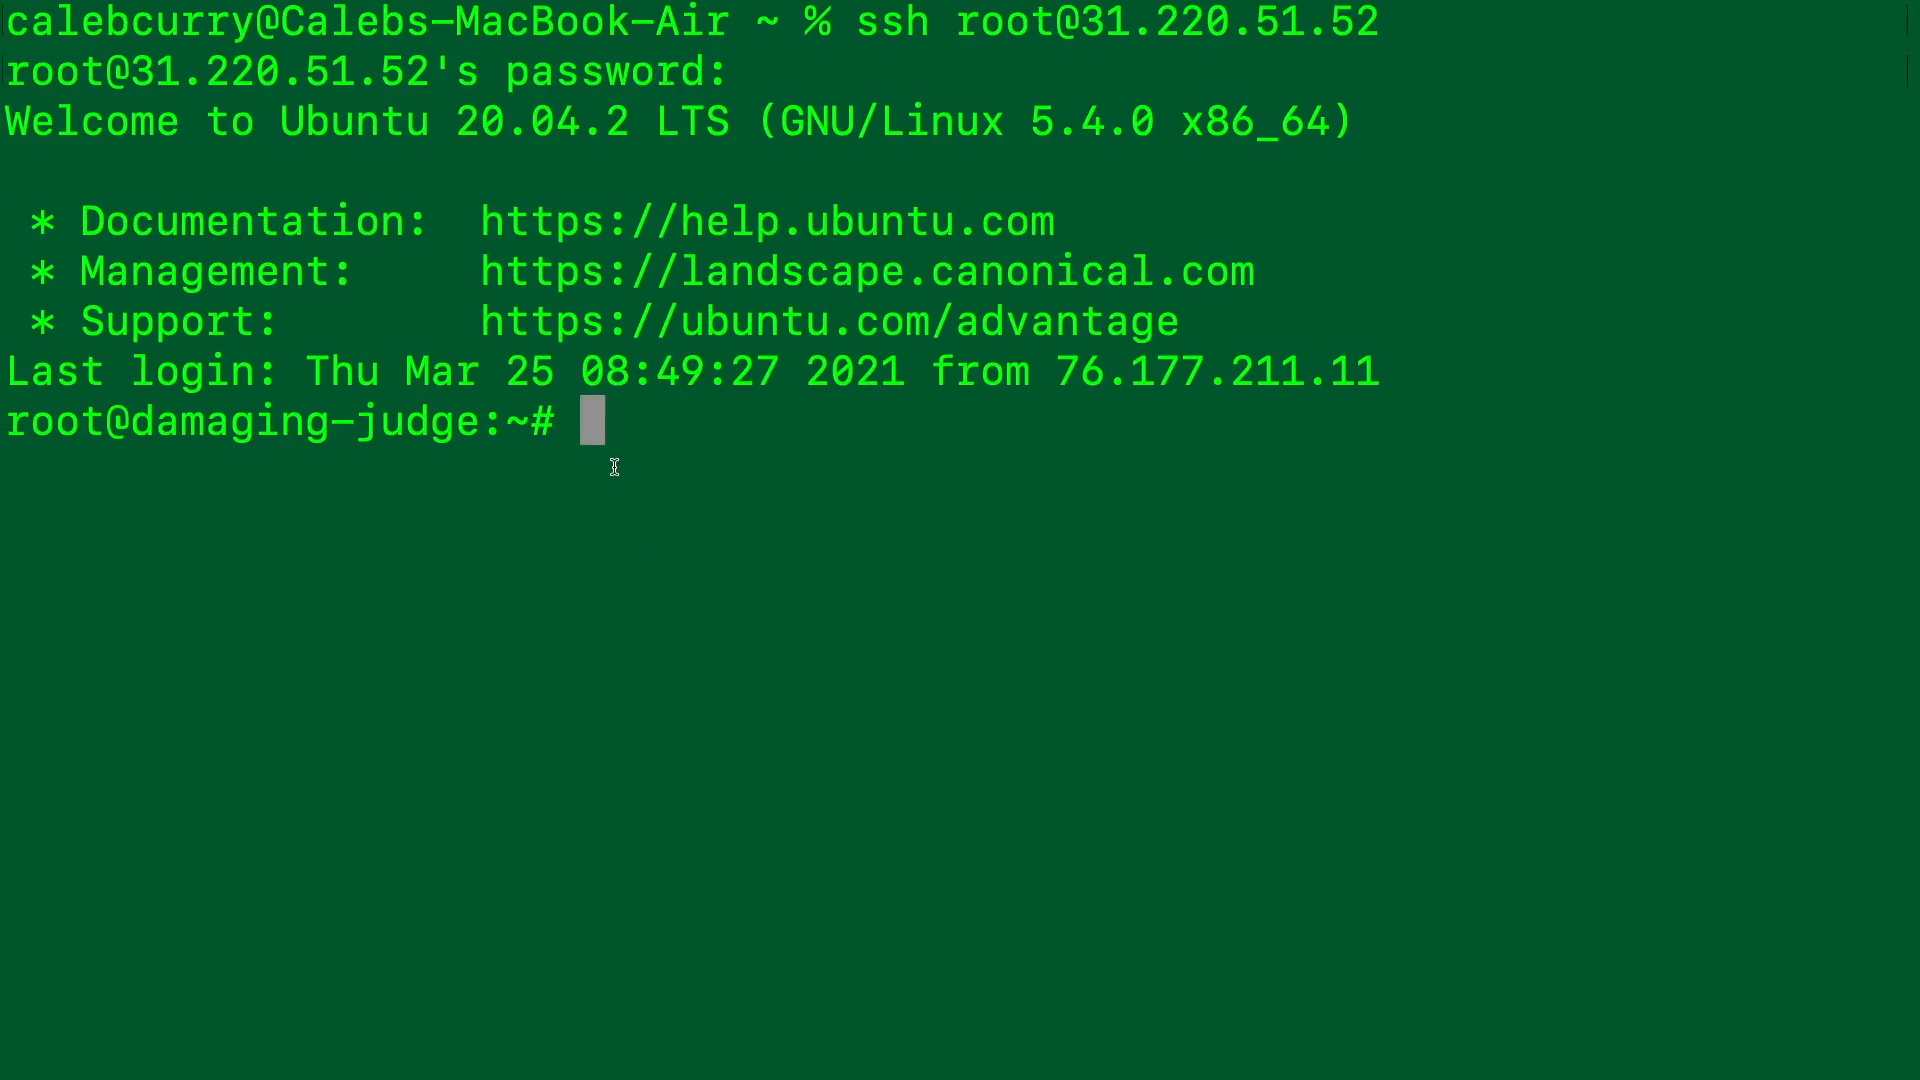 calebcurry@Calebs-MacBook-Air ~ % ssh root@31.220.51.52
root@31.220.51.52's password:
Welcome to Ubuntu 20.04.2 LTS (GNU/Linux 5.4.0 x86_64)
* Documentation: https://help.ubuntu.com
* Management: https://landscape.canonical.com
* Support: https://ubuntu.com/advantage
Last login: Thu Mar 25 08:49:27 2021 from 76.177.211.11
root@damaging-judge:~#